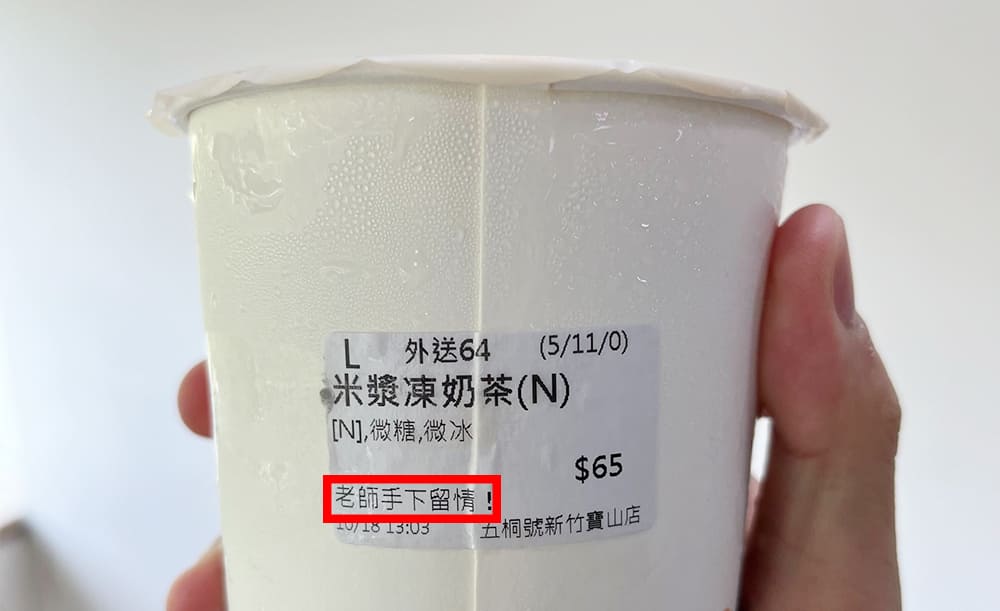 L 外送64 (5/11/0)
米漿凍奶茶(N)
[N],微糖,微冰
$65
老師手下留情！
10/18 13:03 五桐號新竹寶山店